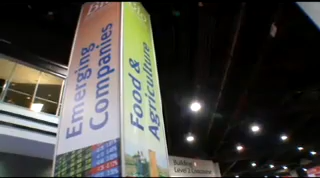 Emerging
Companies
Food &
Agriculture
Building
Level 2